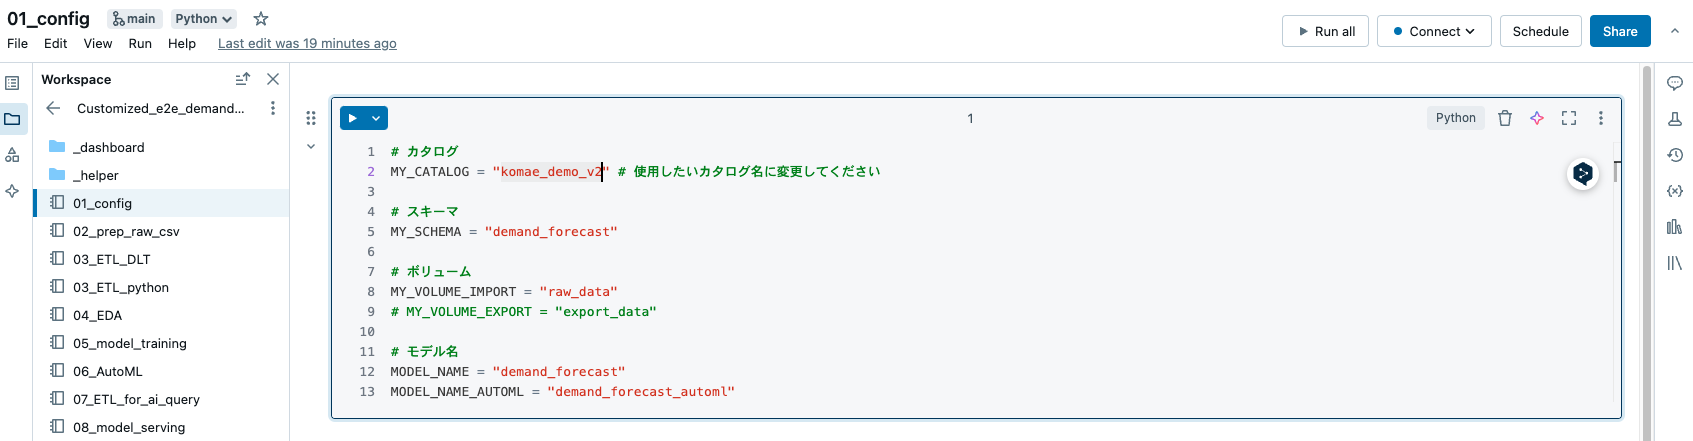 01_config
main
Python
File Edit View Run Help Last edit was 19 minutes ago
Run all
Connect
Schedule
Share
Workspace
Customized_e2e_demand...
_dashboard
_helper
01_config
02_prep_raw_csv
03_ETL_DLT
03_ETL_python
04_EDA
05_model_training
06_AutoML
07_ETL_for_ai_query
08_model_serving
1
Python
1 # カタログ
2 MY_CATALOG = "komae_demo_v2" # 使用したいカタログ名に変更してください
3
4 # スキーマ
5 MY_SCHEMA = "demand_forecast"
6
7 # ボリューム
8 MY_VOLUME_IMPORT = "raw_data"
9 # MY_VOLUME_EXPORT = "export_data"
10
11 # モデル名
12 MODEL_NAME = "demand_forecast"
13 MODEL_NAME_AUTOML = "demand_forecast_automl"